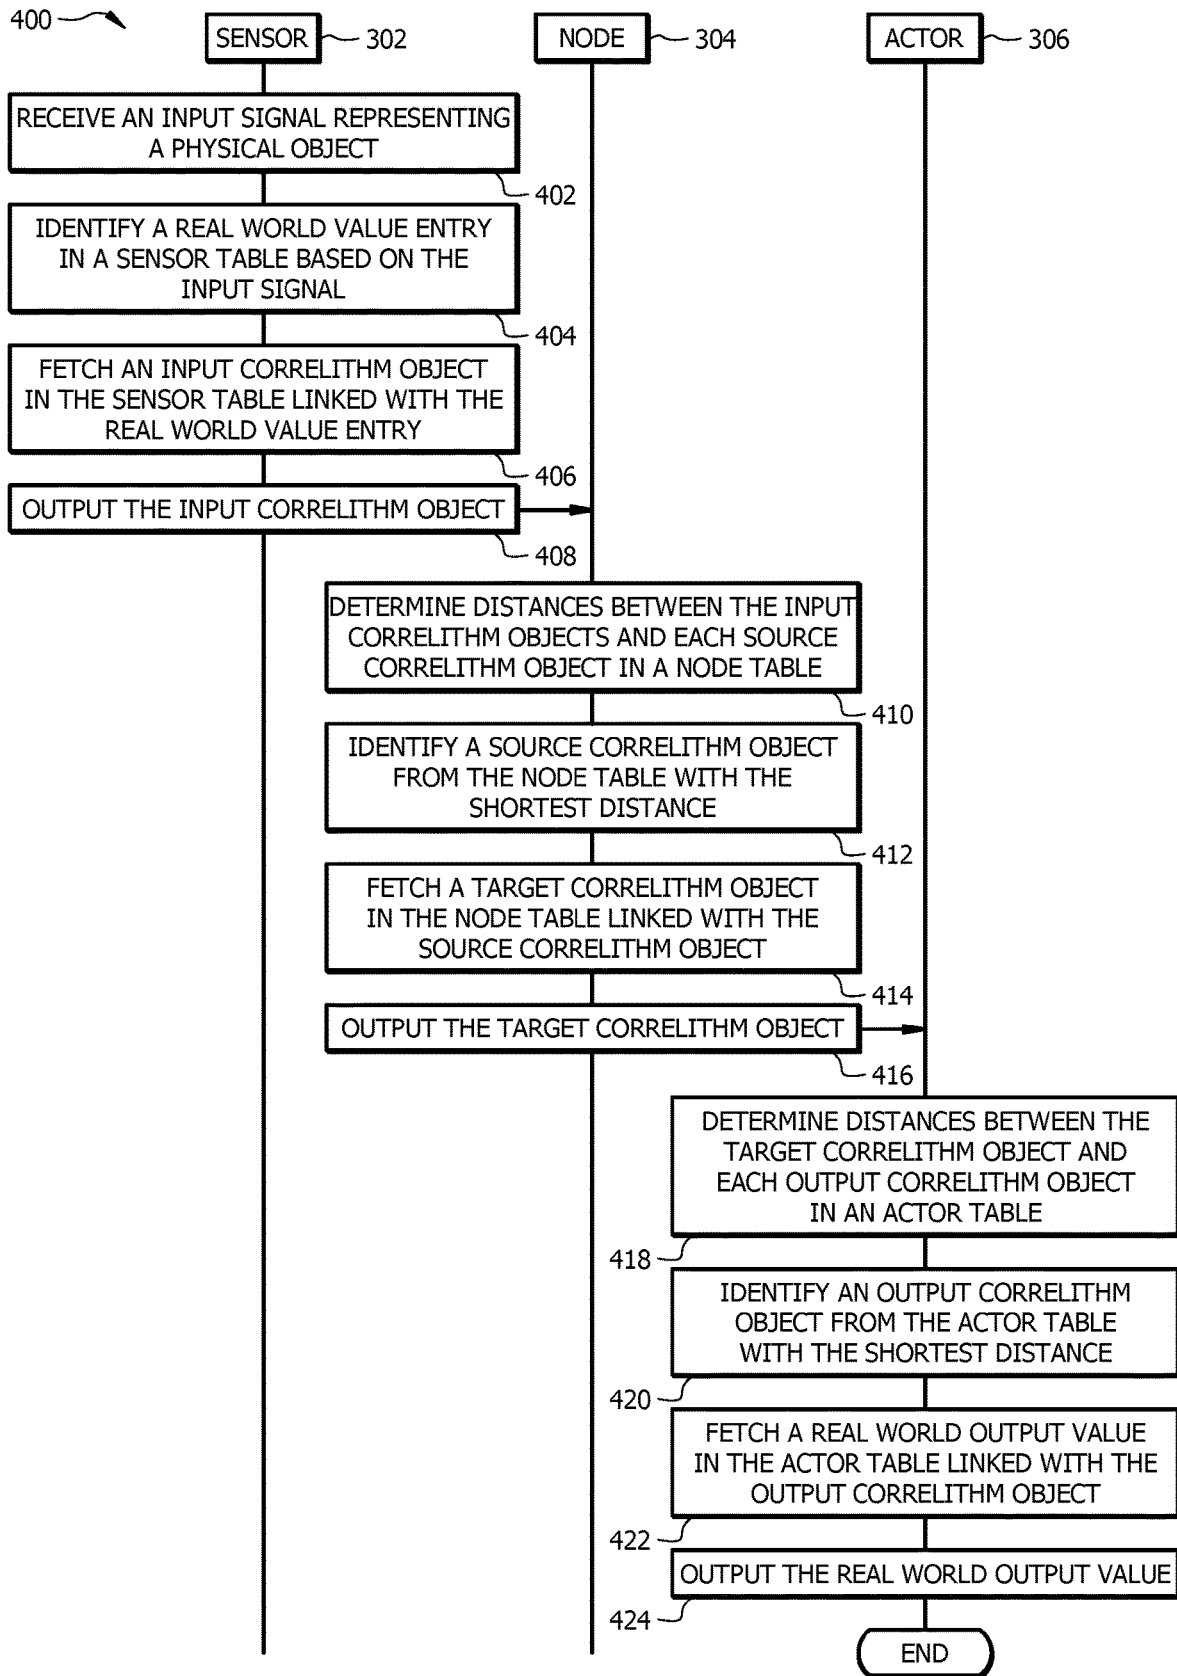 400
SENSOR
302
NODE
304
ACTOR
306
RECEIVE AN INPUT SIGNAL REPRESENTING
A PHYSICAL OBJECT
402
IDENTIFY A REAL WORLD VALUE ENTRY
IN A SENSOR TABLE BASED ON THE
INPUT SIGNAL
404
FETCH AN INPUT CORRELITHM OBJECT
IN THE SENSOR TABLE LINKED WITH THE
REAL WORLD VALUE ENTRY
406
OUTPUT THE INPUT CORRELITHM OBJECT
408
DETERMINE DISTANCES BETWEEN THE INPUT
CORRELITHM OBJECTS AND EACH SOURCE
CORRELITHM OBJECT IN A NODE TABLE
410
IDENTIFY A SOURCE CORRELITHM OBJECT
FROM THE NODE TABLE WITH THE
SHORTEST DISTANCE
412
FETCH A TARGET CORRELITHM OBJECT
IN THE NODE TABLE LINKED WITH THE
SOURCE CORRELITHM OBJECT
414
OUTPUT THE TARGET CORRELITHM OBJECT
416
DETERMINE DISTANCES BETWEEN THE
TARGET CORRELITHM OBJECT AND
EACH OUTPUT CORRELITHM OBJECT
IN AN ACTOR TABLE
418
IDENTIFY AN OUTPUT CORRELITHM
OBJECT FROM THE ACTOR TABLE
WITH THE SHORTEST DISTANCE
420
FETCH A REAL WORLD OUTPUT VALUE
IN THE ACTOR TABLE LINKED WITH THE
OUTPUT CORRELITHM OBJECT
422
OUTPUT THE REAL WORLD OUTPUT VALUE
424
END